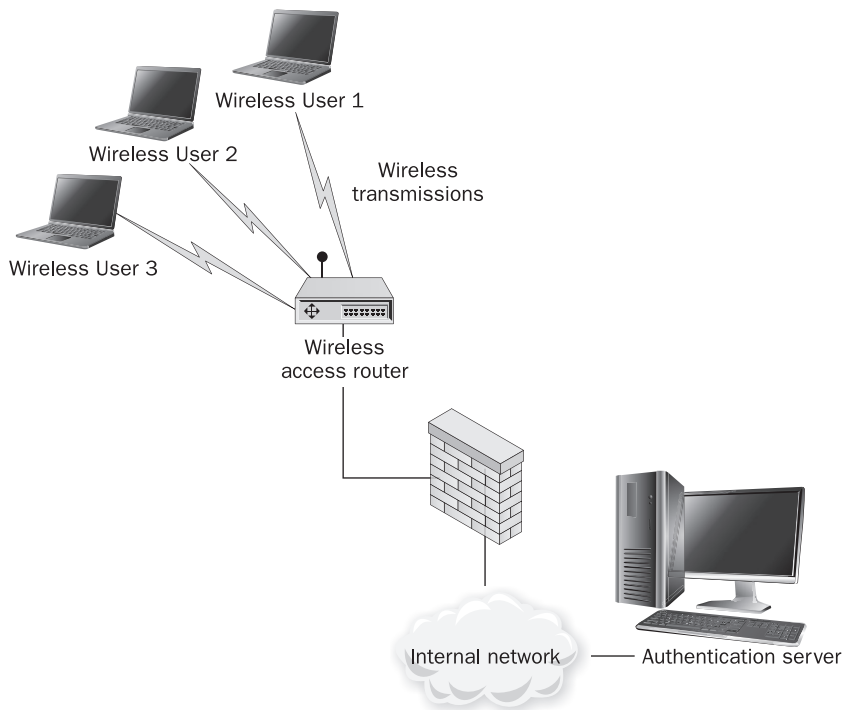 Wireless User 1
Wireless User 2
Wireless
transmissions
Wireless User 3
Wireless
access router
Internal network
Authentication server